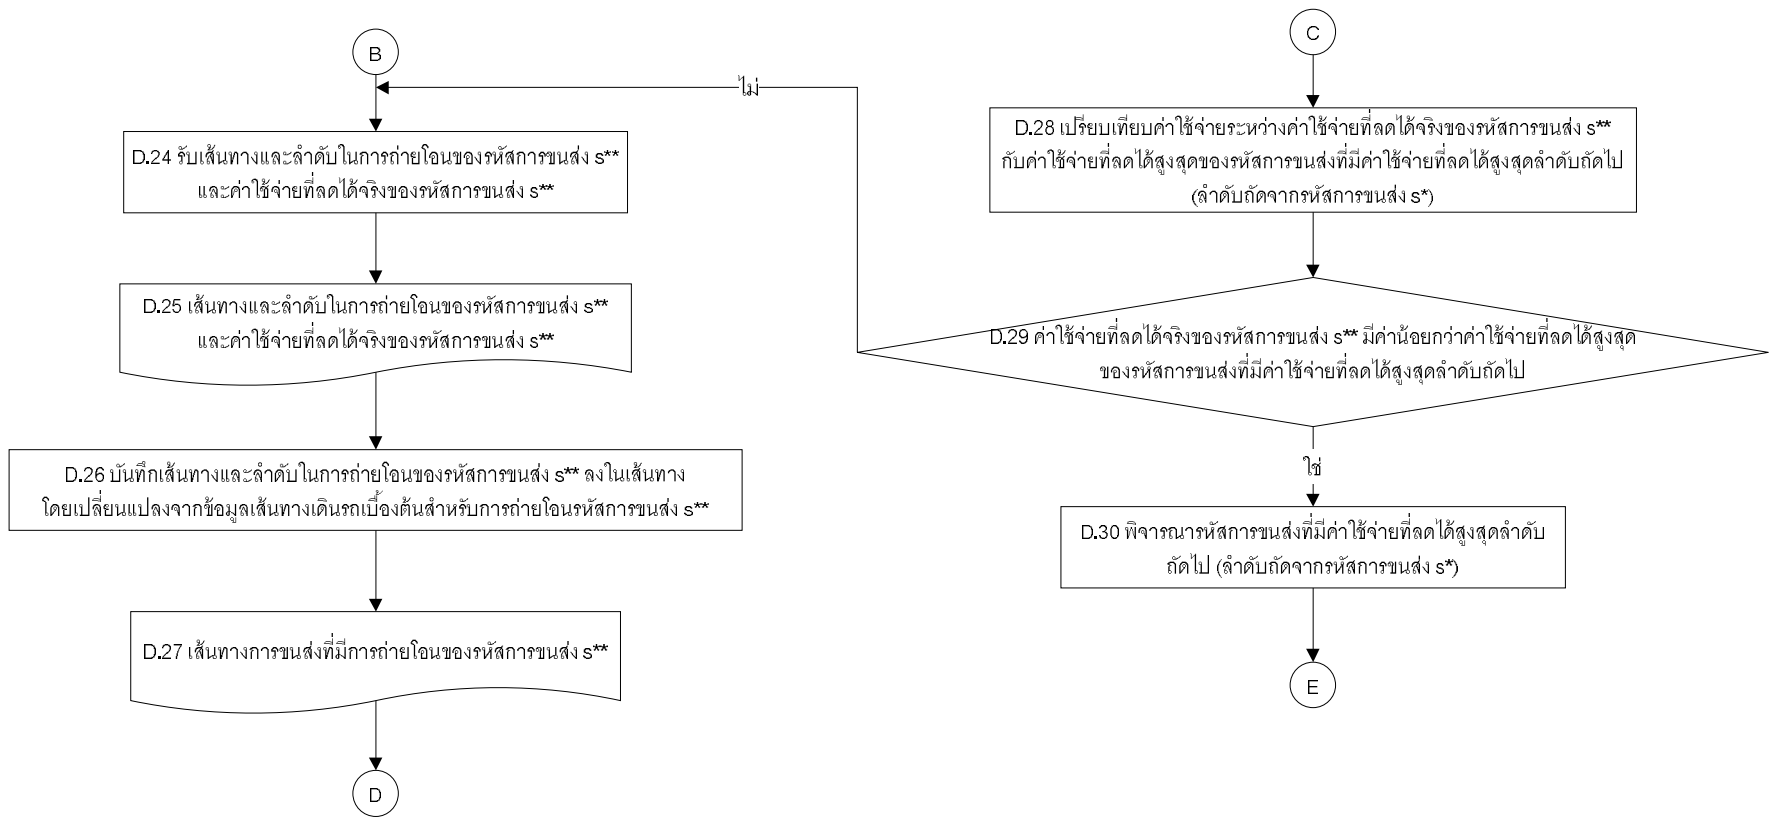 B
D.24 รับเส้นทางและลำดับในการถ่ายโอนของรหัสการขนส่ง s**
และค่าใช้จ่ายที่ลดได้จริงของรหัสการขนส่ง s**
D.25 เส้นทางและลำดับในการถ่ายโอนของรหัสการขนส่ง s**
และค่าใช้จ่ายที่ลดได้จริงของรหัสการขนส่ง s**
D.26 บันทึกเส้นทางและลำดับในการถ่ายโอนของรหัสการขนส่ง s** ลงในเส้นทาง
โดยเปลี่ยนแปลงจากข้อมูลเส้นทางเดินรถเบื้องต้นสำหรับการถ่ายโอนรหัสการขนส่ง s**
D.27 เส้นทางการขนส่งที่มีการถ่ายโอนของรหัสการขนส่ง s**
D
ไม่
C
D.28 เปรียบเทียบค่าใช้จ่ายระหว่างค่าใช้จ่ายที่ลดได้จริงของรหัสการขนส่ง s**
กับค่าใช้จ่ายที่ลดได้สูงสุดของรหัสการขนส่งที่มีค่าใช้จ่ายที่ลดได้สูงสุดลำดับถัดไป
(ลำดับถัดจากรหัสการขนส่ง s*)
D.29 ค่าใช้จ่ายที่ลดได้จริงของรหัสการขนส่ง s** มีค่าน้อยกว่าค่าใช้จ่ายที่ลดได้สูงสุด
ของรหัสการขนส่งที่มีค่าใช้จ่ายที่ลดได้สูงสุดลำดับถัดไป
ใช่
D.30 พิจารณารหัสการขนส่งที่มีค่าใช้จ่ายที่ลดได้สูงสุดลำดับ
ถัดไป (ลำดับถัดจากรหัสการขนส่ง s*)
E